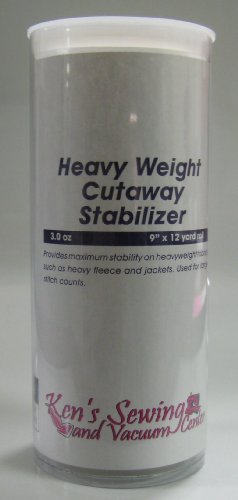 Heavy Weight
Cutaway
Stabilizer
3.0 oz 9" x 12 yard roll
Provides maximum stability on heavyweight
such as heavy fleece and jackets. Used for
stitch counts.
Ken's Sewing
and Vacuum Center